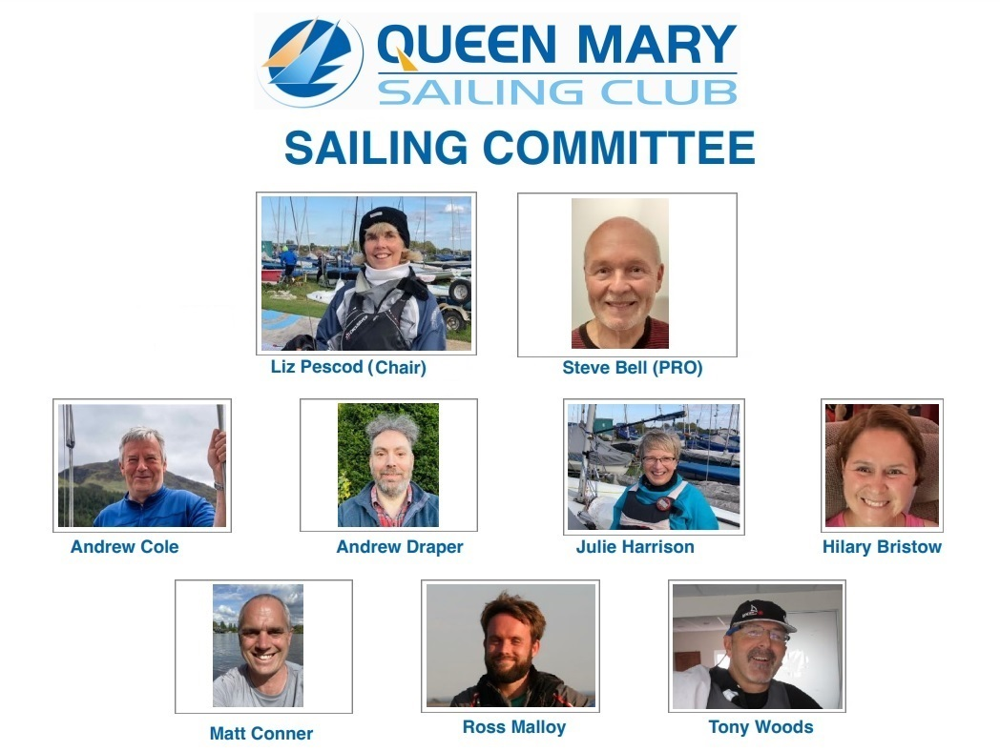 QUEEN MARY
SAILING CLUB
SAILING COMMITTEE
Liz Pescod (Chair)
Steve Bell (PRO)
Andrew Cole
Andrew Draper
Julie Harrison
Hilary Bristow
Matt Conner
Ross Malloy
Tony Woods